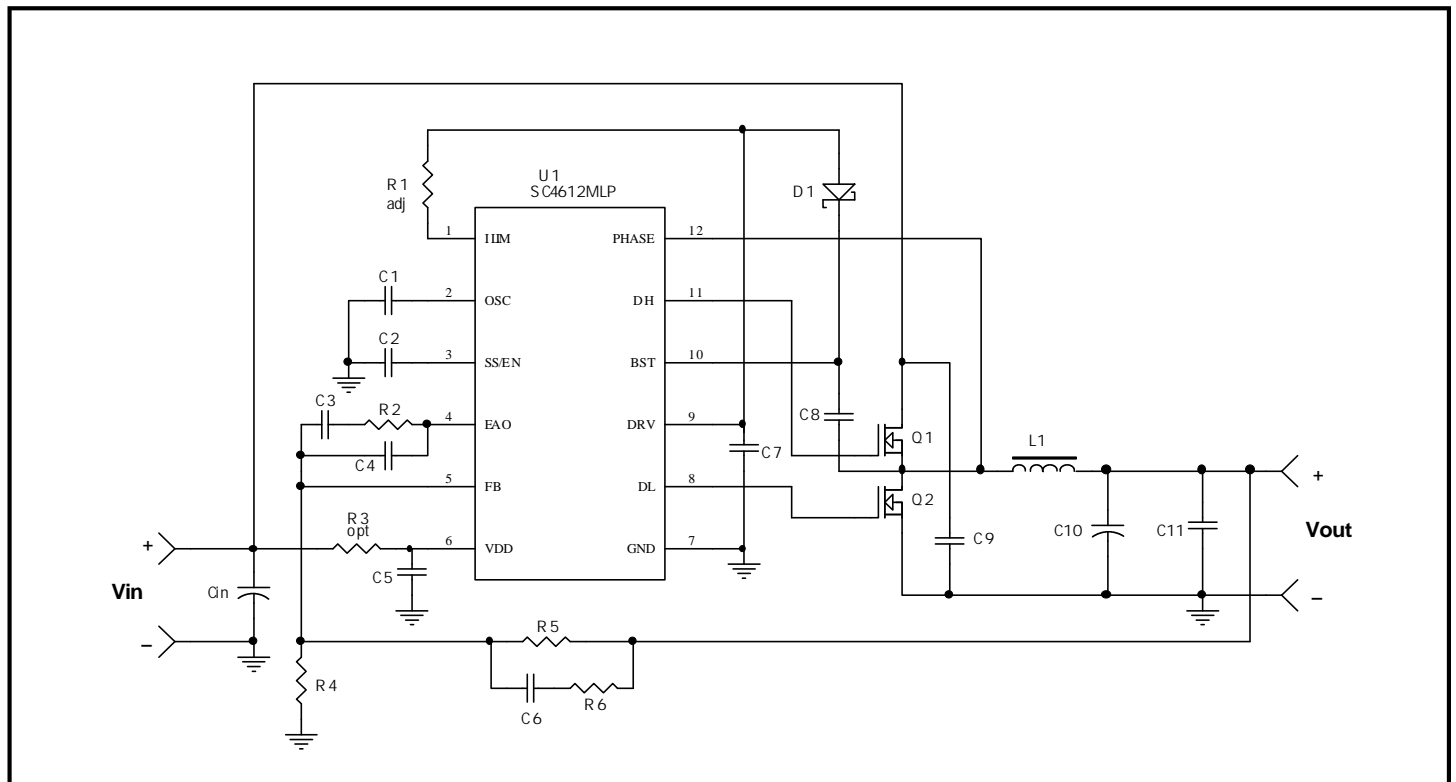 U1
SC4612MLP
R1
adj
D1
1 ILIM
PHASE 12
C1
2 OSC
DH 11
C2
3 SS/EN
BST 10
C3
R2
4 EAO
DRV 9
C8
Q1
L1
C4
C7
5 FB
DL 8
Q2
+
R3
opt
C10
C11
Vout
+
6 VDD
GND 7
C9
C5
Vin
Cin
–
–
R5
R4
C6
R6